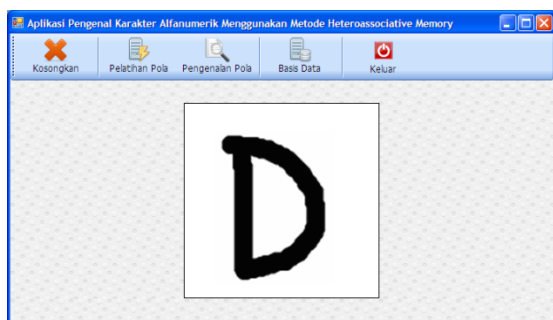 Aplikasi Pengenal Karakter Alfanumerik Menggunakan Metode Heteroassociative Memory
Kosongkan Pelatihan Pola Pengenalan Pola Basis Data Keluar
D